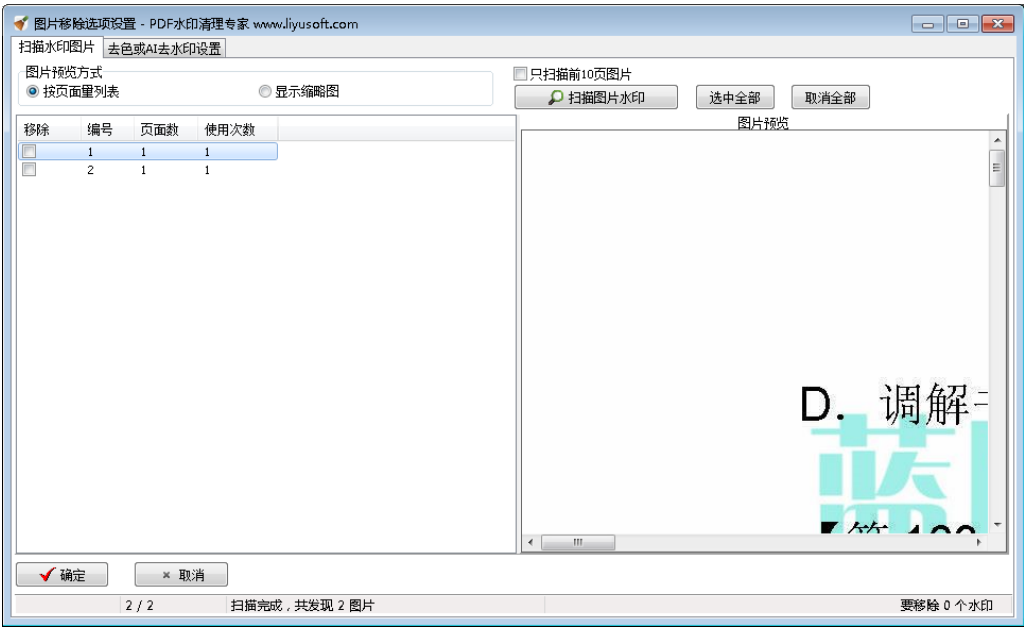 图片移除选项设置 - PDF水印清理专家 www.liyusoft.com
扫描水印图片 去色或AI去水印设置
图片预览方式
按页面量列表 显示缩略图
只扫描前10页图片
扫描图片水印 选中全部 取消全部
移除 编号 页面数 使用次数
1 1 1
2 1 1
图片预览
D. 调解
蓝
确定 取消
2 / 2 扫描完成，共发现 2 图片 要移除 0 个水印